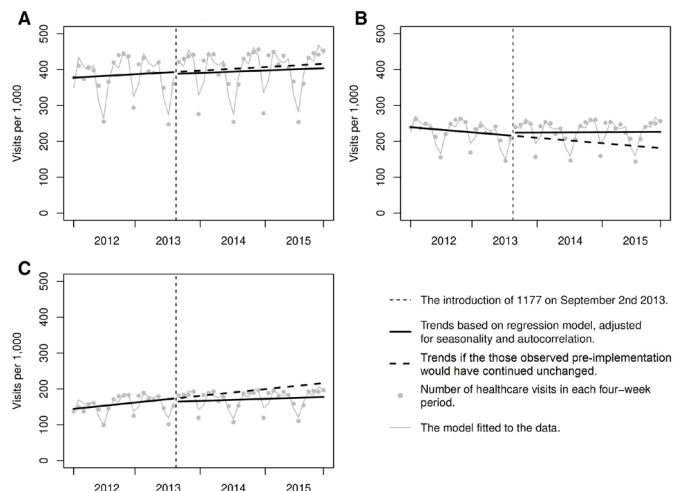 A
Visits per 1,000
500
400
300
200
100
0
2012 2013 2014 2015
B
Visits per 1,000
500
400
300
200
100
0
2012 2013 2014 2015
C
Visits per 1,000
500
400
300
200
100
0
2012 2013 2014 2015
The introduction of 1177 on September 2nd 2013.
Trends based on regression model, adjusted
for seasonality and autocorrelation.
Trends if the those observed pre-implementation
would have continued unchanged.
Number of healthcare visits in each four-week
period.
The model fitted to the data.